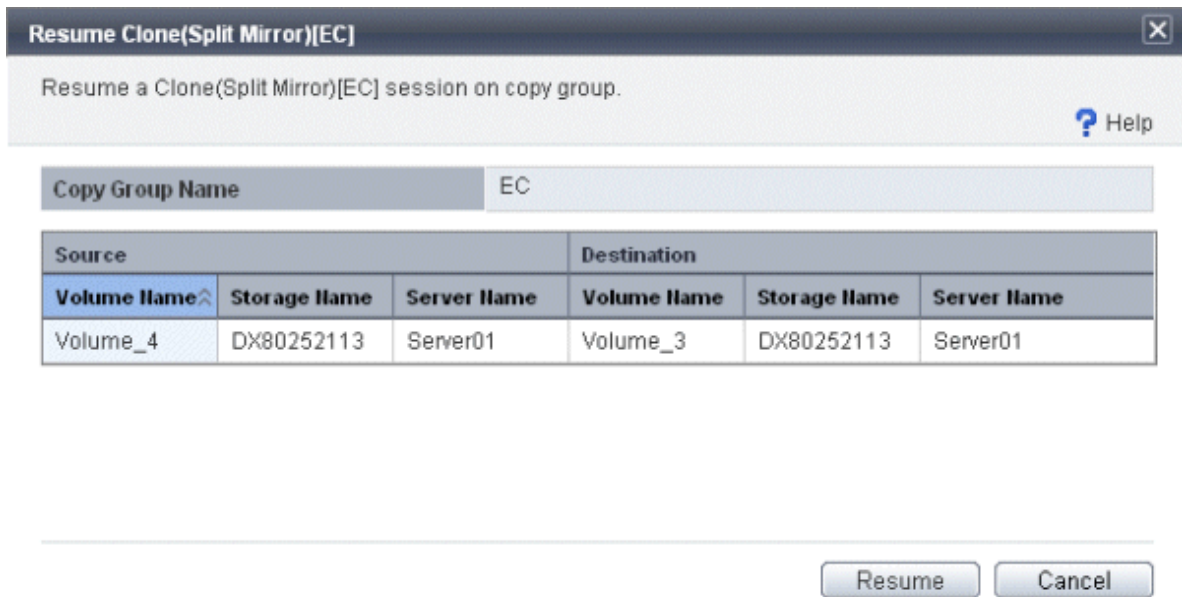 Resume Clone(Split Mirror)[EC]
Resume a Clone(Split Mirror)[EC] session on copy group.
? Help
Copy Group Name EC
Source Destination
Volume Name Storage Name Server Name Volume Name Storage Name Server Name
Volume_4 DX80252113 Server01 Volume_3 DX80252113 Server01
Resume Cancel